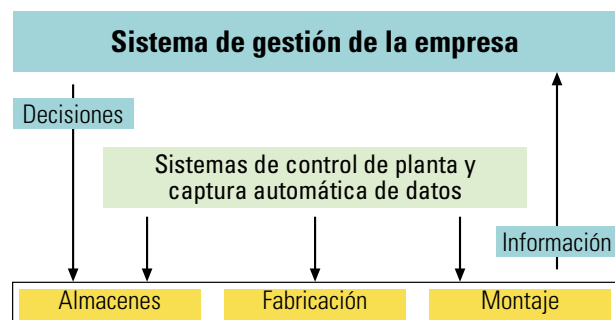 Sistema de gestión de la empresa
Decisiones
Sistemas de control de planta y
captura automática de datos
Información
Almacenes
Fabricación
Montaje